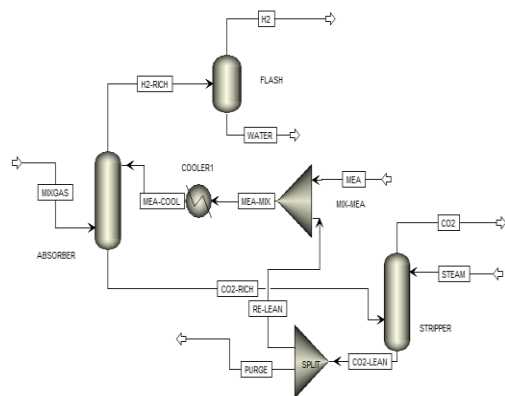 H2
H2-RICH
FLASH
WATER
COOLER1
MEA
MIXGAS
MEA-COOL
MEA-MIX
MIX-MEA
CO2
ABSORBER
STEAM
CO2-RICH
RE-LEAN
STRIPPER
PURGE
SPLIT
CO2-LEAN